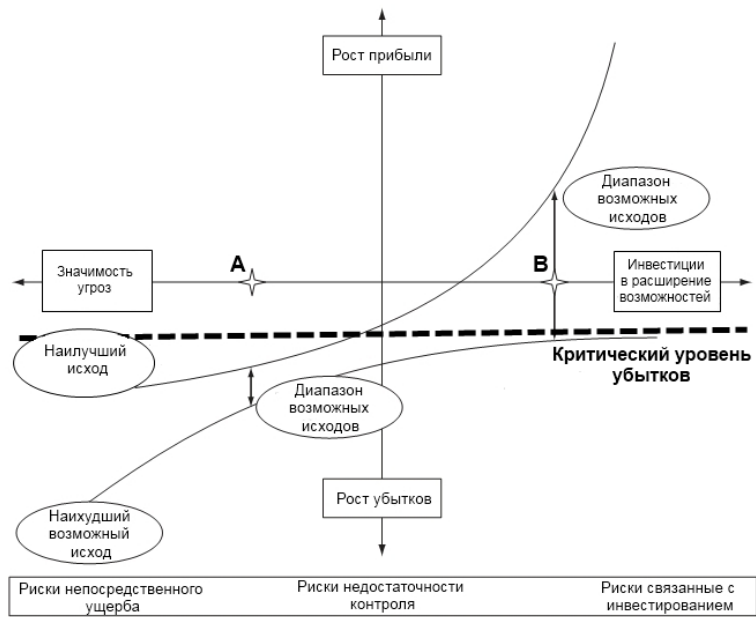 Рост прибыли
Диапазон
возможных
исходов
A
B
Значимость
угроз
Инвестиции
в расширение
возможностей
Наилучший
исход
Критический уровень
убытков
Диапазон
возможных
исходов
Рост убытков
Наихудший
возможный
исход
Риски непосредственного
ущерба
Риски недостаточности
контроля
Риски связанные с
инвестированием